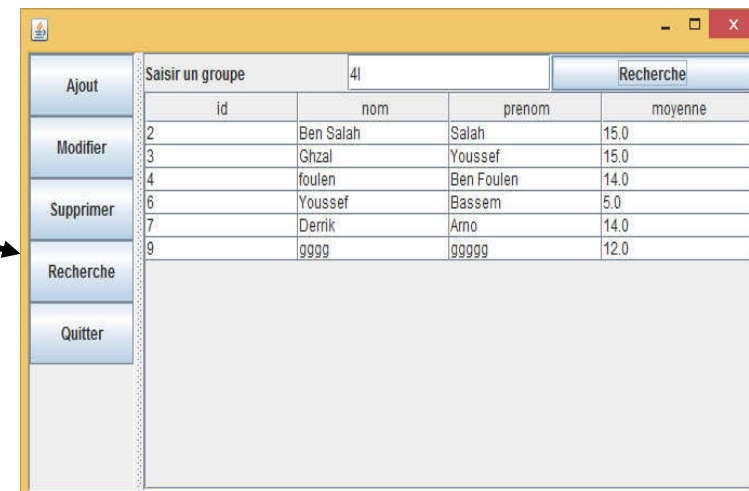 Ajout
Modifier
Supprimer
Recherche
Quitter
Saisir un groupe 4I Recherche
id nom prenom moyenne
2 Ben Salah Salah 15.0
3 Ghzal Youssef 15.0
4 foulen Ben Foulen 14.0
6 Youssef Bassem 5.0
7 Derrik Arno 14.0
9 gggg ggggg 12.0